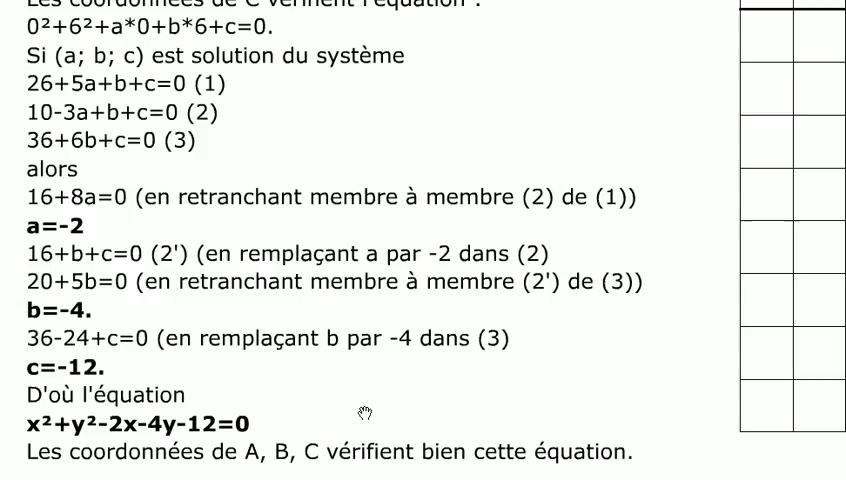 Les coordonnées de C vérifient l'équation :
0²+6²+a*0+b*6+c=0.
Si (a; b; c) est solution du système
26+5a+b+c=0 (1)
10-3a+b+c=0 (2)
36+6b+c=0 (3)
alors
16+8a=0 (en retranchant membre à membre (2) de (1))
a=-2
16+b+c=0 (2') (en remplaçant a par -2 dans (2)
20+5b=0 (en retranchant membre à membre (2') de (3))
b=-4.
36-24+c=0 (en remplaçant b par -4 dans (3)
c=-12.
D'où l'équation
x²+y²-2x-4y-12=0
Les coordonnées de A, B, C vérifient bien cette équation.